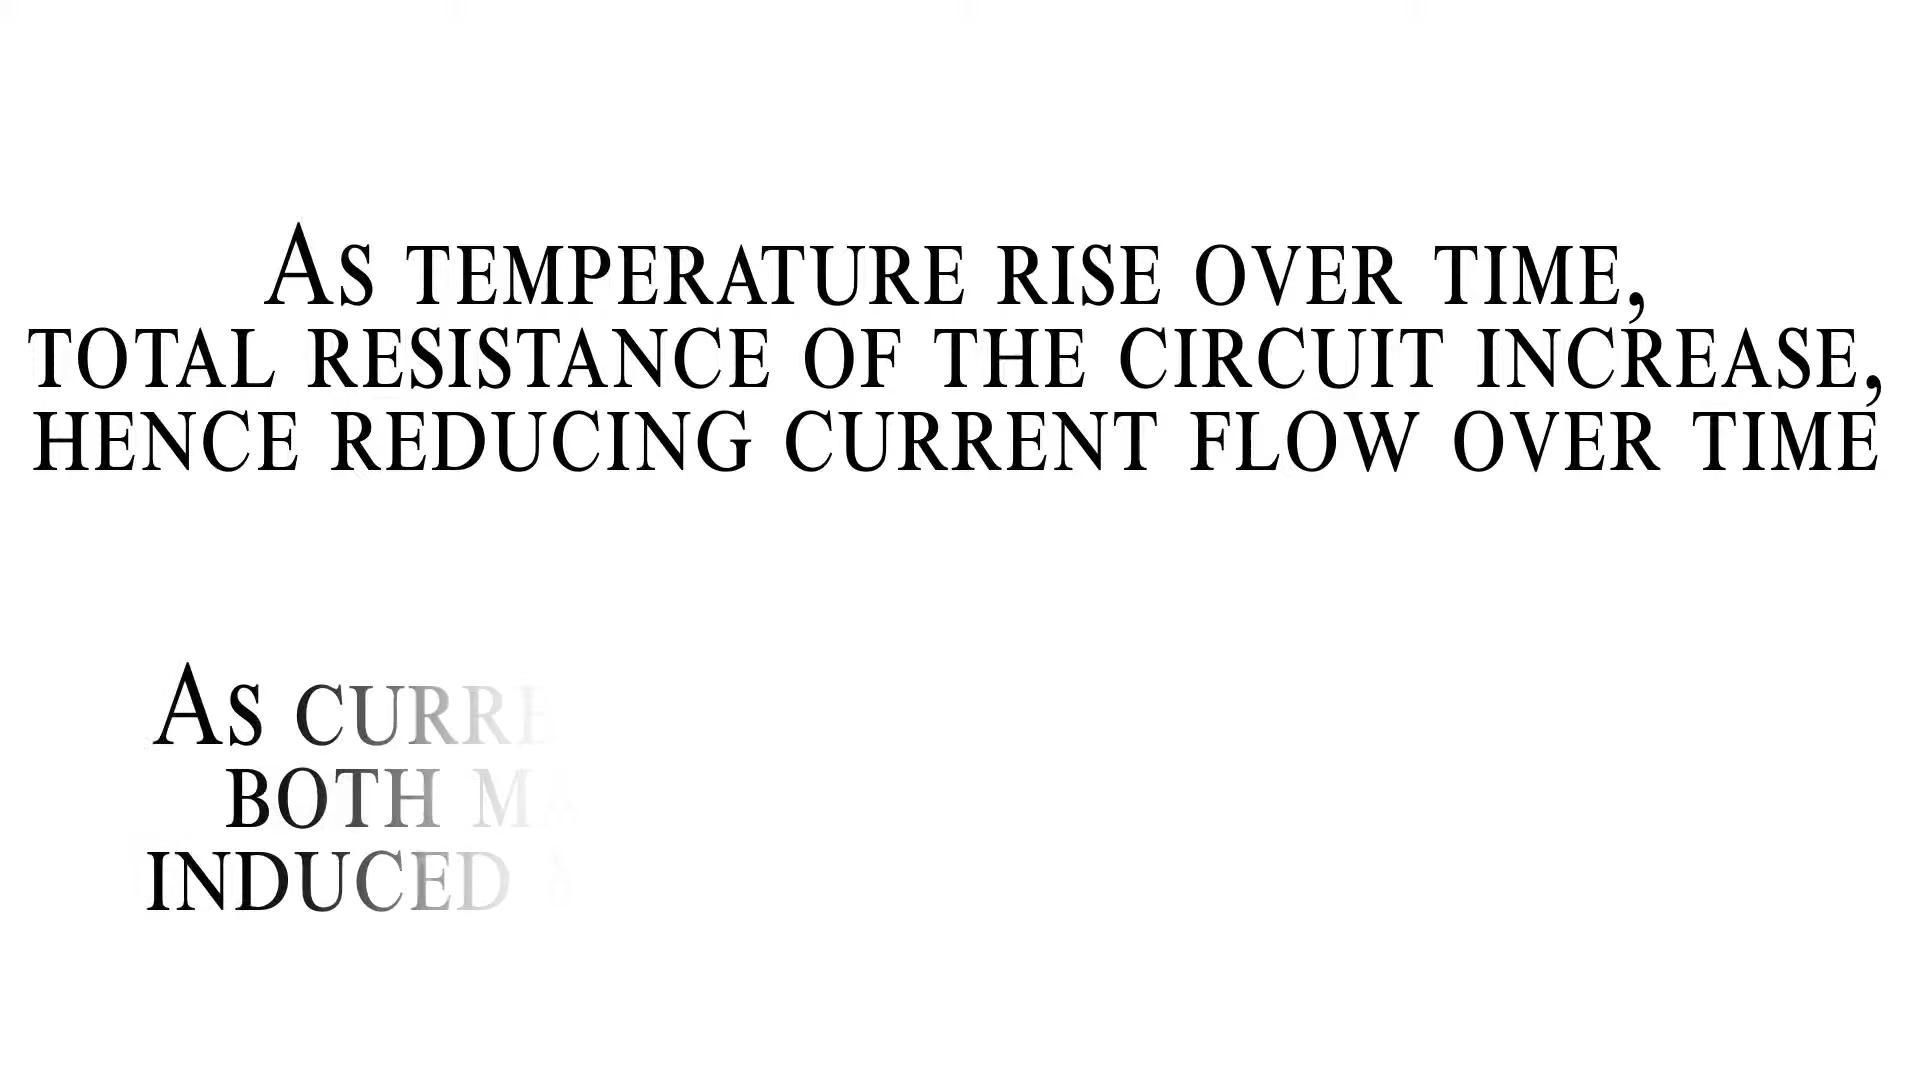 As temperature rise over time,
total resistance of the circuit increase,
hence reducing current flow over time
As
both
induced